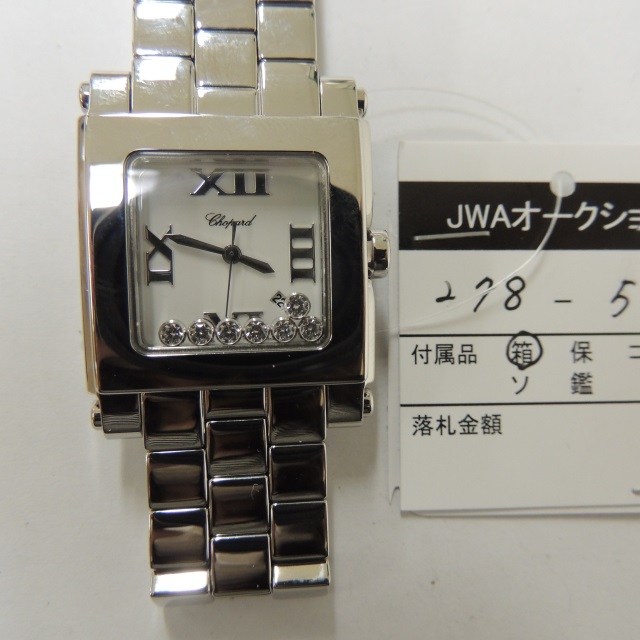 XII
Chopard
IX III
JWAオークショ
278-5
付属品 箱 保 コ
ソ 鑑
落札金額